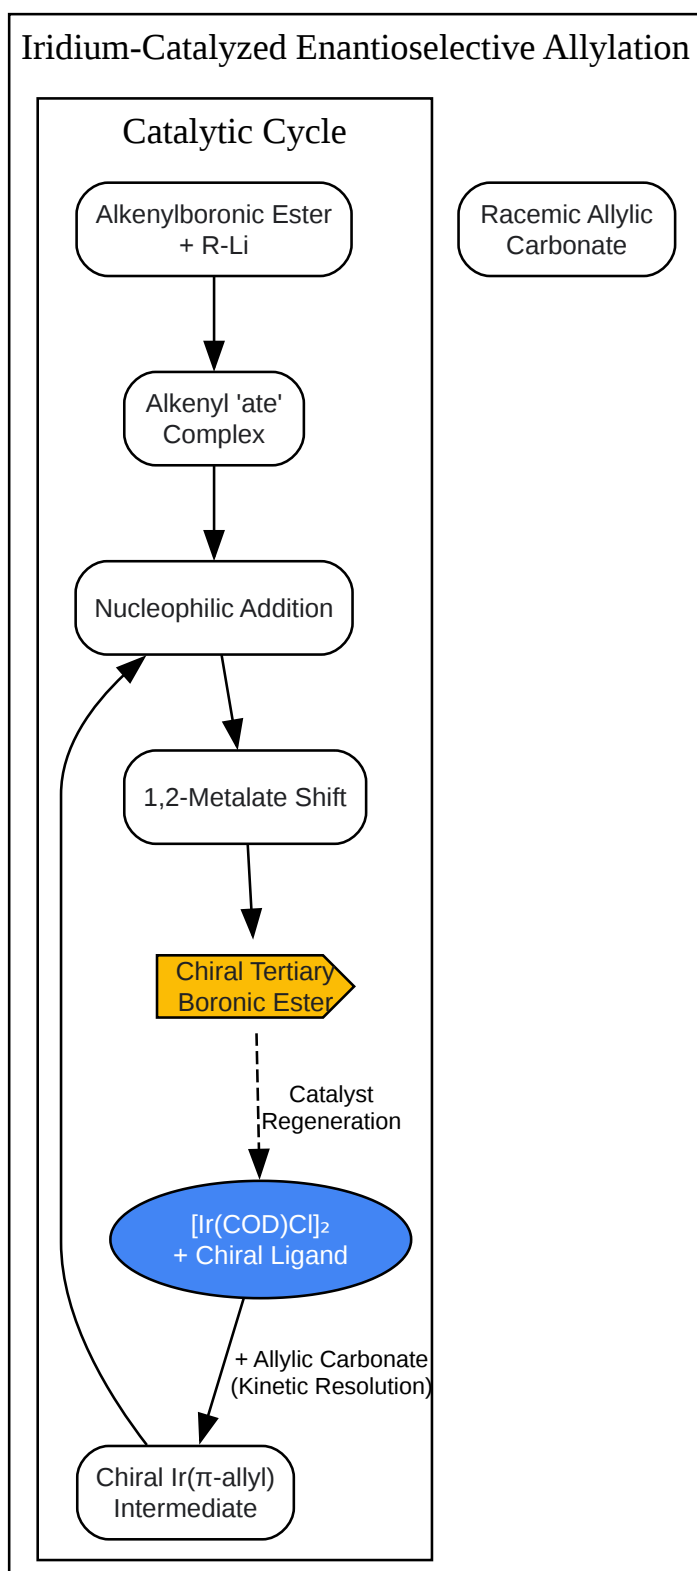 Iridium-Catalyzed Enantioselective Allylation
Catalytic Cycle
Alkenylboronic Ester
+ R-Li
Racemic Allylic
Carbonate
Alkenyl 'ate'
Complex
Nucleophilic Addition
1,2-Metalate Shift
Chiral Tertiary
Boronic Ester
Catalyst
Regeneration
[Ir(COD)Cl]₂
+ Chiral Ligand
+ Allylic Carbonate
(Kinetic Resolution)
Chiral Ir(π-allyl)
Intermediate